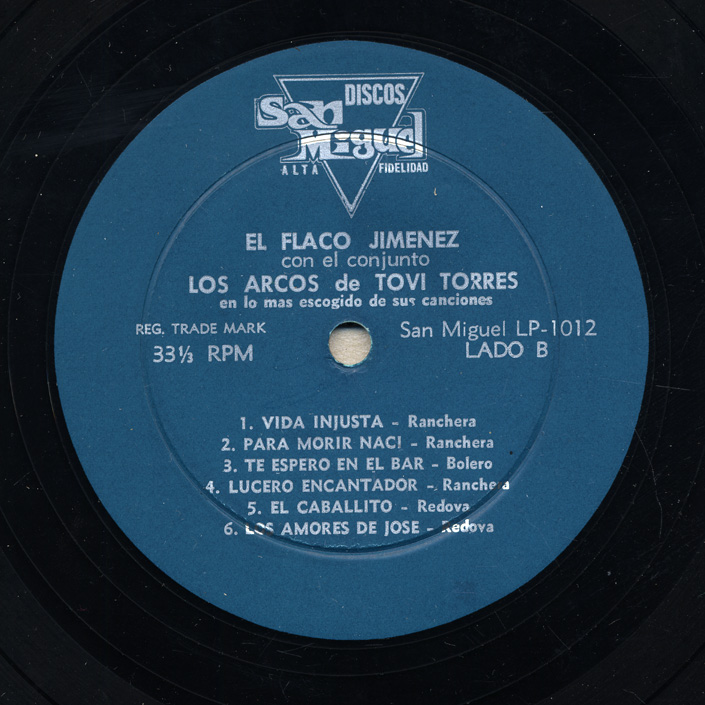 DISCOS
San
Miguel
ALTA FIDELIDAD
EL FLACO JIMENEZ
con el conjunto
LOS ARCOS de TOVI TORRES
en lo mas escogido de sus canciones
REG. TRADE MARK
33⅓ RPM
San Miguel LP-1012
LADO B
1. VIDA INJUSTA – Ranchera
2. PARA MORIR NACI – Ranchera
3. TE ESPERO EN EL BAR – Bolero
4. LUCERO ENCANTADOR – Ranchera
5. EL CABALLITO – Redova
6. LOS AMORES DE JOSE – Redova